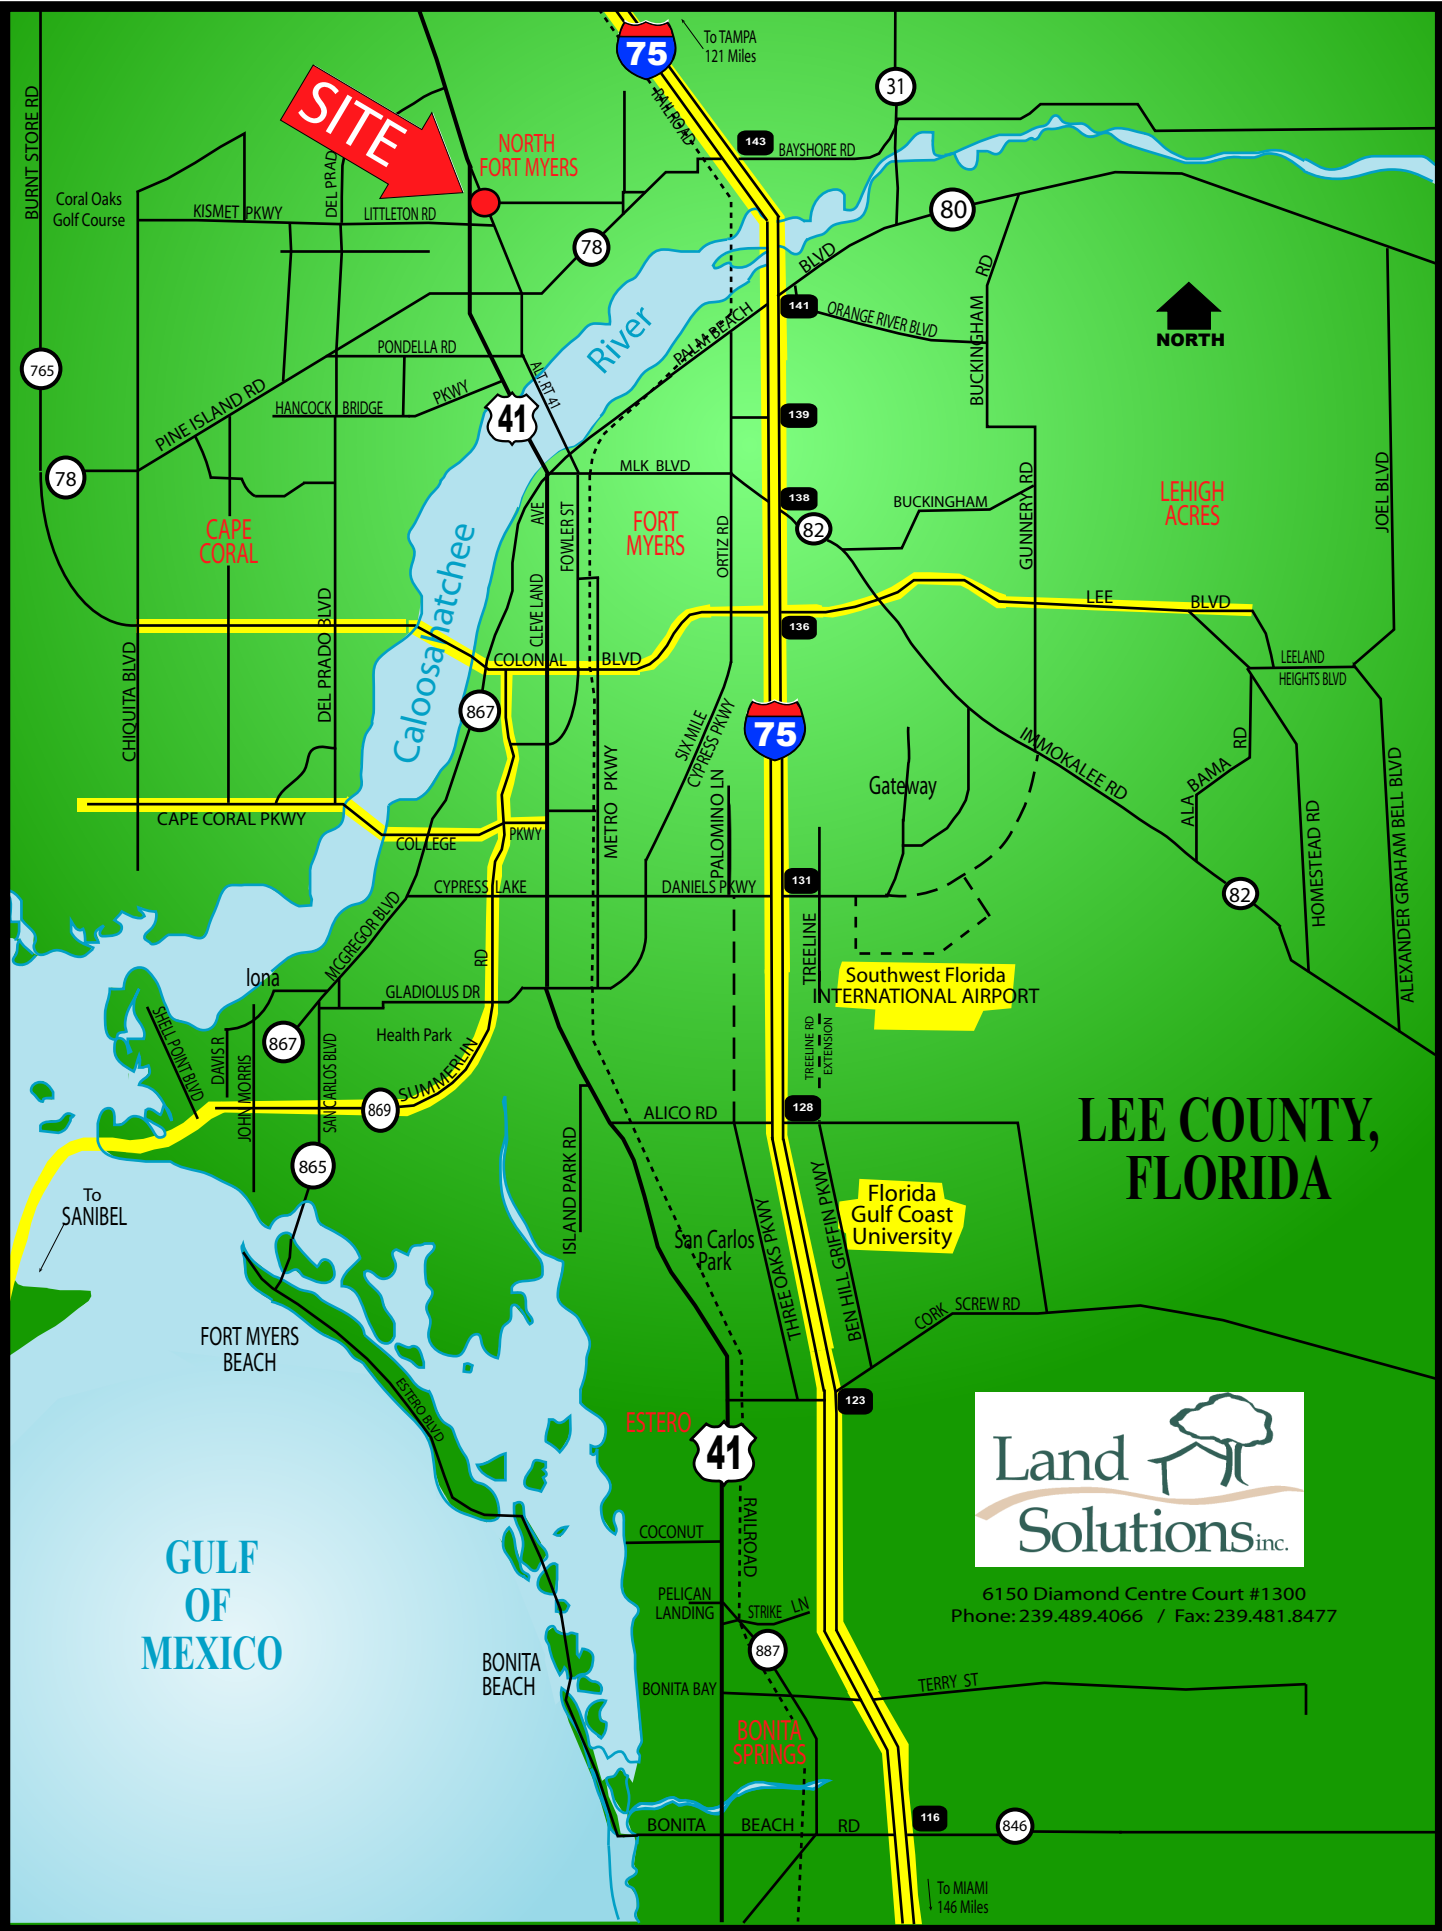 To TAMPA
121 Miles
75
31
BURNT STORE RD
SITE
NORTH
FORT MYERS
RAILROAD
143
BAYSHORE RD
Coral Oaks
Golf Course
KISMET PKWY
DEL PRAD
LITTLETON RD
78
80
BLVD
RD
141
ORANGE RIVER BLVD
BUCKINGHAM
NORTH
River
PALM BEACH
PONDELLA RD
765
PINE ISLAND RD
HANCOCK BRIDGE
PKWY
ALT. RT 41
41
139
78
MLK BLVD
138
82
BUCKINGHAM
GUNNERY RD
LEHIGH
ACRES
JOEL BLVD
CAPE
CORAL
AVE
FOWLER ST
FORT
MYERS
ORTIZ RD
Caloosahatchee
CLEVE LAND
LEE
BLVD
136
CHIQUITA BLVD
DEL PRADO BLVD
COLONIAL
BLVD
LEELAND
HEIGHTS BLVD
867
SIX MILE
CYPRESS PKWY
75
IMMOKALEE RD
ALA
BAMA
RD
METRO PKWY
PALOMINO LN
Gateway
HOMESTEAD RD
ALEXANDER GRAHAM BELL BLVD
CAPE CORAL PKWY
COLLEGE
PKWY
CYPRESS LAKE
DANIELS PKWY
131
82
MCGREGOR BLVD
RD
TREELINE
Iona
GLADIOLUS DR
Southwest Florida
INTERNATIONAL AIRPORT
SHELL POINT BLVD
DAVIS R
867
JOHN MORRIS
SAN CARLOS BLVD
Health Park
SUMMERLIN
869
TREELINE RD
EXTENSION
ALICO RD
128
LEE COUNTY,
FLORIDA
ISLAND PARK RD
865
To
SANIBEL
San Carlos
Park
THREE OAKS PKWY
BEN HILL GRIFFIN PKWY
Florida
Gulf Coast
University
CORK
SCREW RD
FORT MYERS
BEACH
ESTERO BLVD
123
ESTERO
41
RAILROAD
Land
Solutions inc.
6150 Diamond Centre Court #1300
Phone: 239.489.4066 / Fax: 239.481.8477
COCONUT
GULF
OF
MEXICO
PELICAN
LANDING
STRIKE LN
887
BONITA
BEACH
BONITA BAY
TERRY ST
BONITA
SPRINGS
BONITA BEACH RD
116
846
To MIAMI
146 Miles